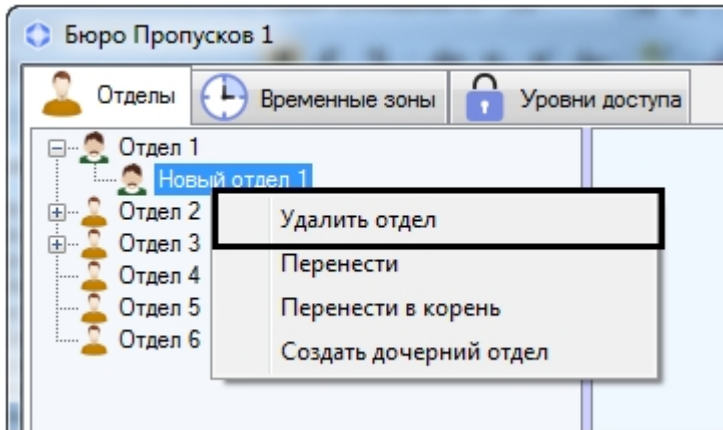 Бюро Пропусков 1
Отделы Временные зоны Уровни доступа
Отдел 1
Новый отдел 1
Отдел 2
Отдел 3
Отдел 4
Отдел 5
Отдел 6
Удалить отдел
Перенести
Перенести в корень
Создать дочерний отдел